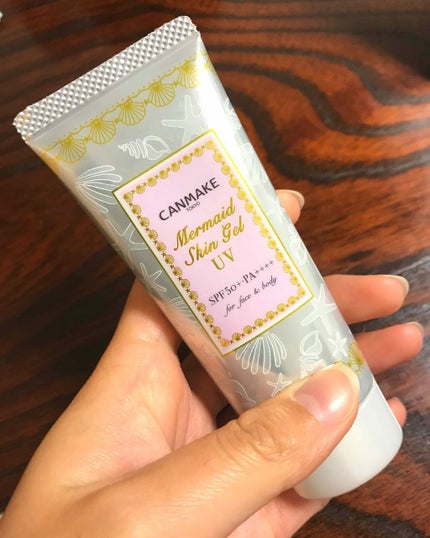 CANMAKE
TOKYO
Mermaid
Skin Gel
UV
SPF50+・PA++++
for face & body